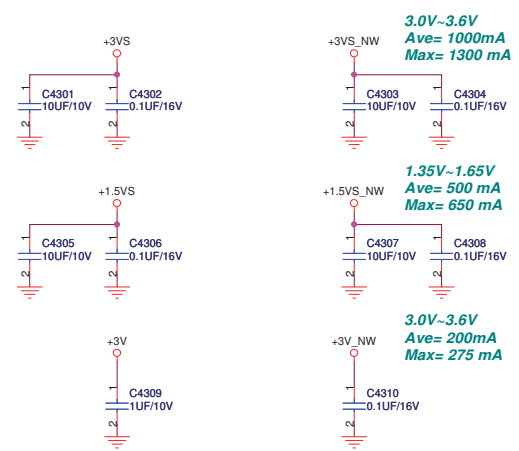 3.0V~3.6V
+3VS
+3VS_NW
Ave= 1000mA
Max= 1300 mA
1
C4301
10UF/10V
2
1
C4302
0.1UF/16V
2
1
C4303
10UF/10V
2
1
C4304
0.1UF/16V
2
1.35V~1.65V
+1.5VS
+1.5VS_NW
Ave= 500 mA
Max= 650 mA
1
C4305
10UF/10V
2
1
C4306
0.1UF/16V
2
1
C4307
10UF/10V
2
1
C4308
0.1UF/16V
2
3.0V~3.6V
+3V
+3V_NW
Ave= 200mA
Max= 275 mA
1
C4309
1UF/10V
2
1
C4310
0.1UF/16V
2